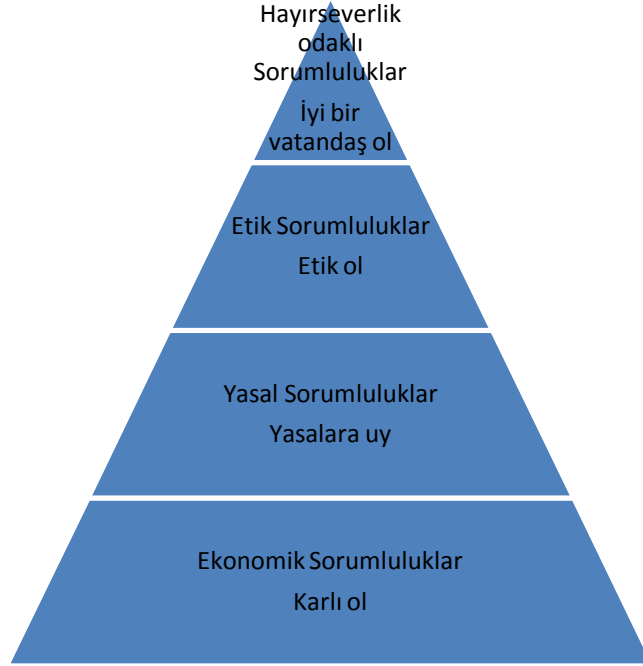 Hayırseverlik
odaklı
Sorumluluklar
İyi bir
vatandaş ol
Etik Sorumluluklar
Etik ol
Yasal Sorumluluklar
Yasalara uy
Ekonomik Sorumluluklar
Karlı ol